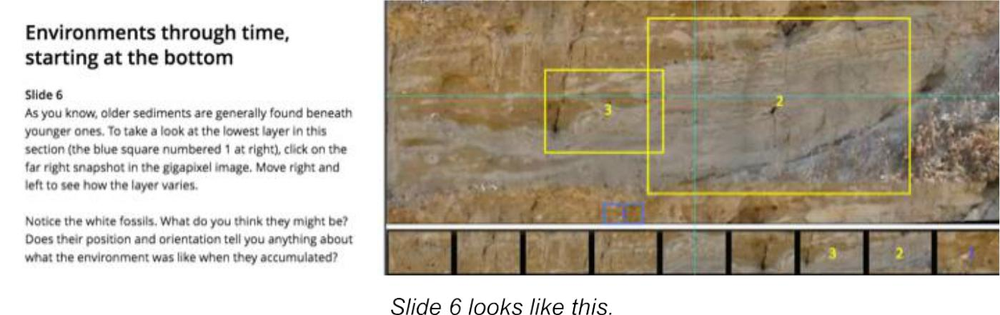 Environments through time,
starting at the bottom
Slide 6
As you know, older sediments are generally found beneath
younger ones. To take a look at the lowest layer in this
section (the blue square numbered 1 at right), click on the
far right snapshot in the gigapixel image. Move right and
left to see how the layer varies.
Notice the white fossils. What do you think they might be?
Does their position and orientation tell you anything about
what the environment was like when they accumulated?
2
3
3 2 1
Slide 6 looks like this.